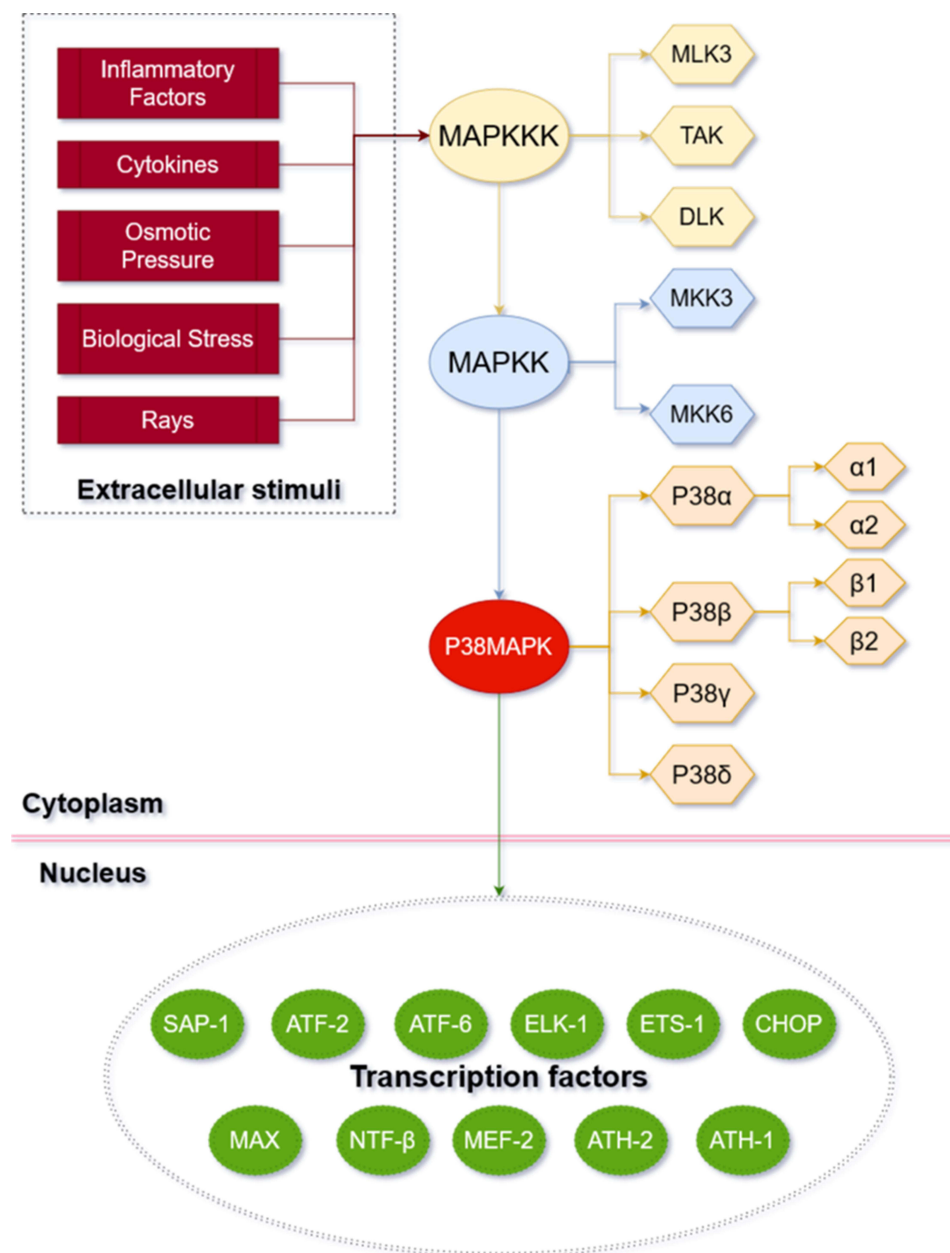 Inflammatory
Factors
Cytokines
Osmotic
Pressure
Biological Stress
Rays
Extracellular stimuli
MAPKKK
MLK3
TAK
DLK
MAPKK
MKK3
MKK6
P38MAPK
P38α
α1
α2
P38β
β1
β2
P38γ
P38δ
Cytoplasm
Nucleus
SAP-1
ATF-2
ATF-6
ELK-1
ETS-1
CHOP
Transcription factors
MAX
NTF-β
MEF-2
ATH-2
ATH-1